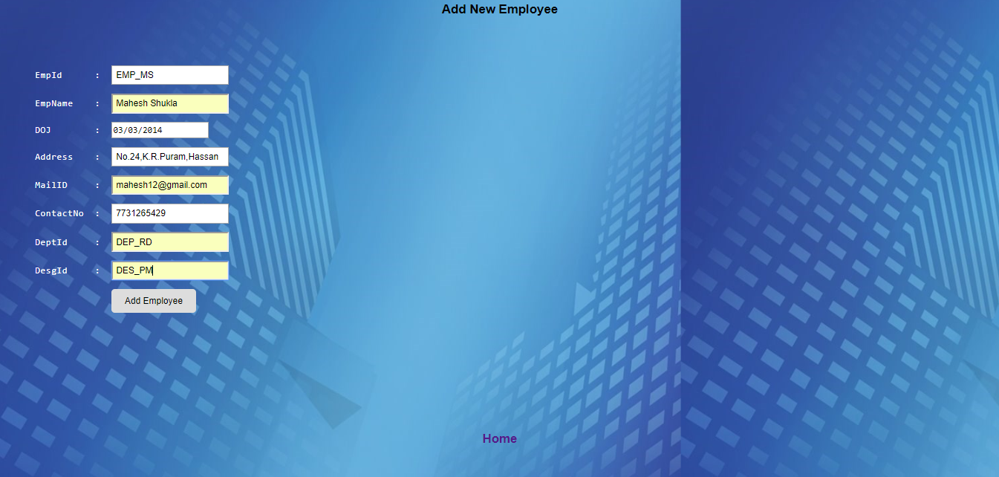 Add New Employee
EmpId : EMP_MS
EmpName : Mahesh Shukla
DOJ : 03/03/2014
Address : No.24,K.R.Puram,Hassan
MailID : mahesh12@gmail.com
ContactNo : 7731265429
DeptId : DEP_RD
DesgId : DES_PM
Add Employee
Home